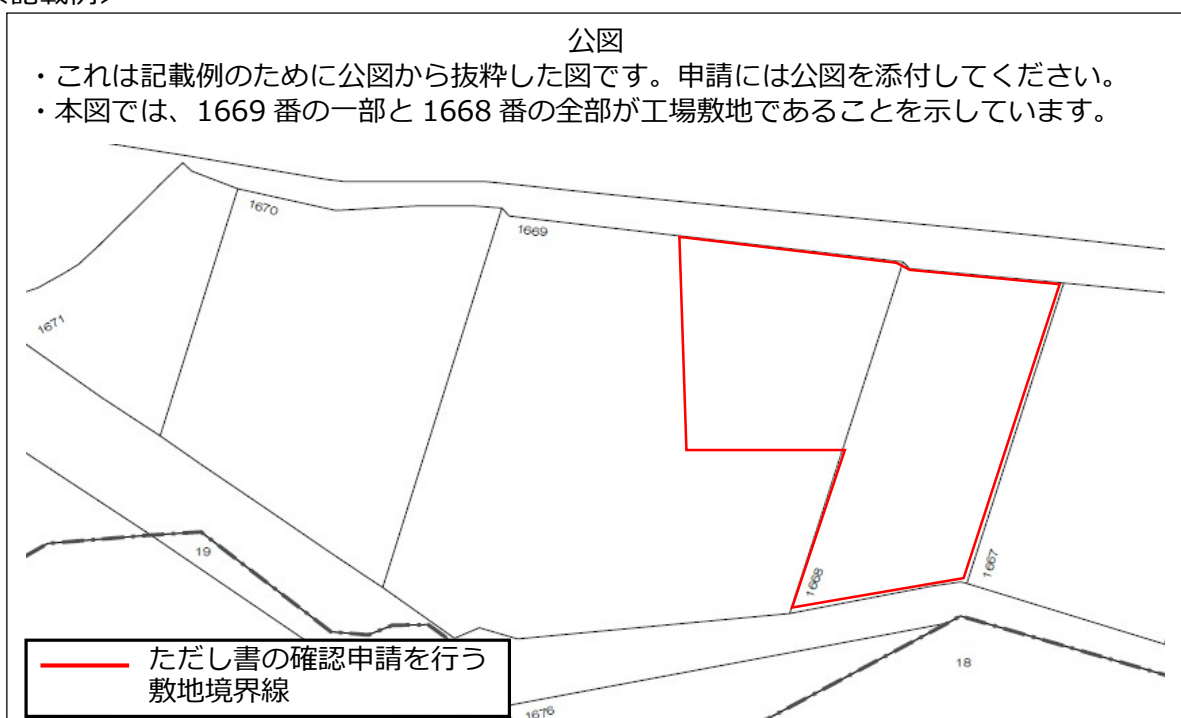 公図
・これは記載例のために公図から抜粋した図です。申請には公図を添付してください。
・本図では、1669 番の一部と 1668 番の全部が工場敷地であることを示しています。
1670
1669
1671
1668
1667
19
18
1676
ただし書の確認申請を行う
敷地境界線